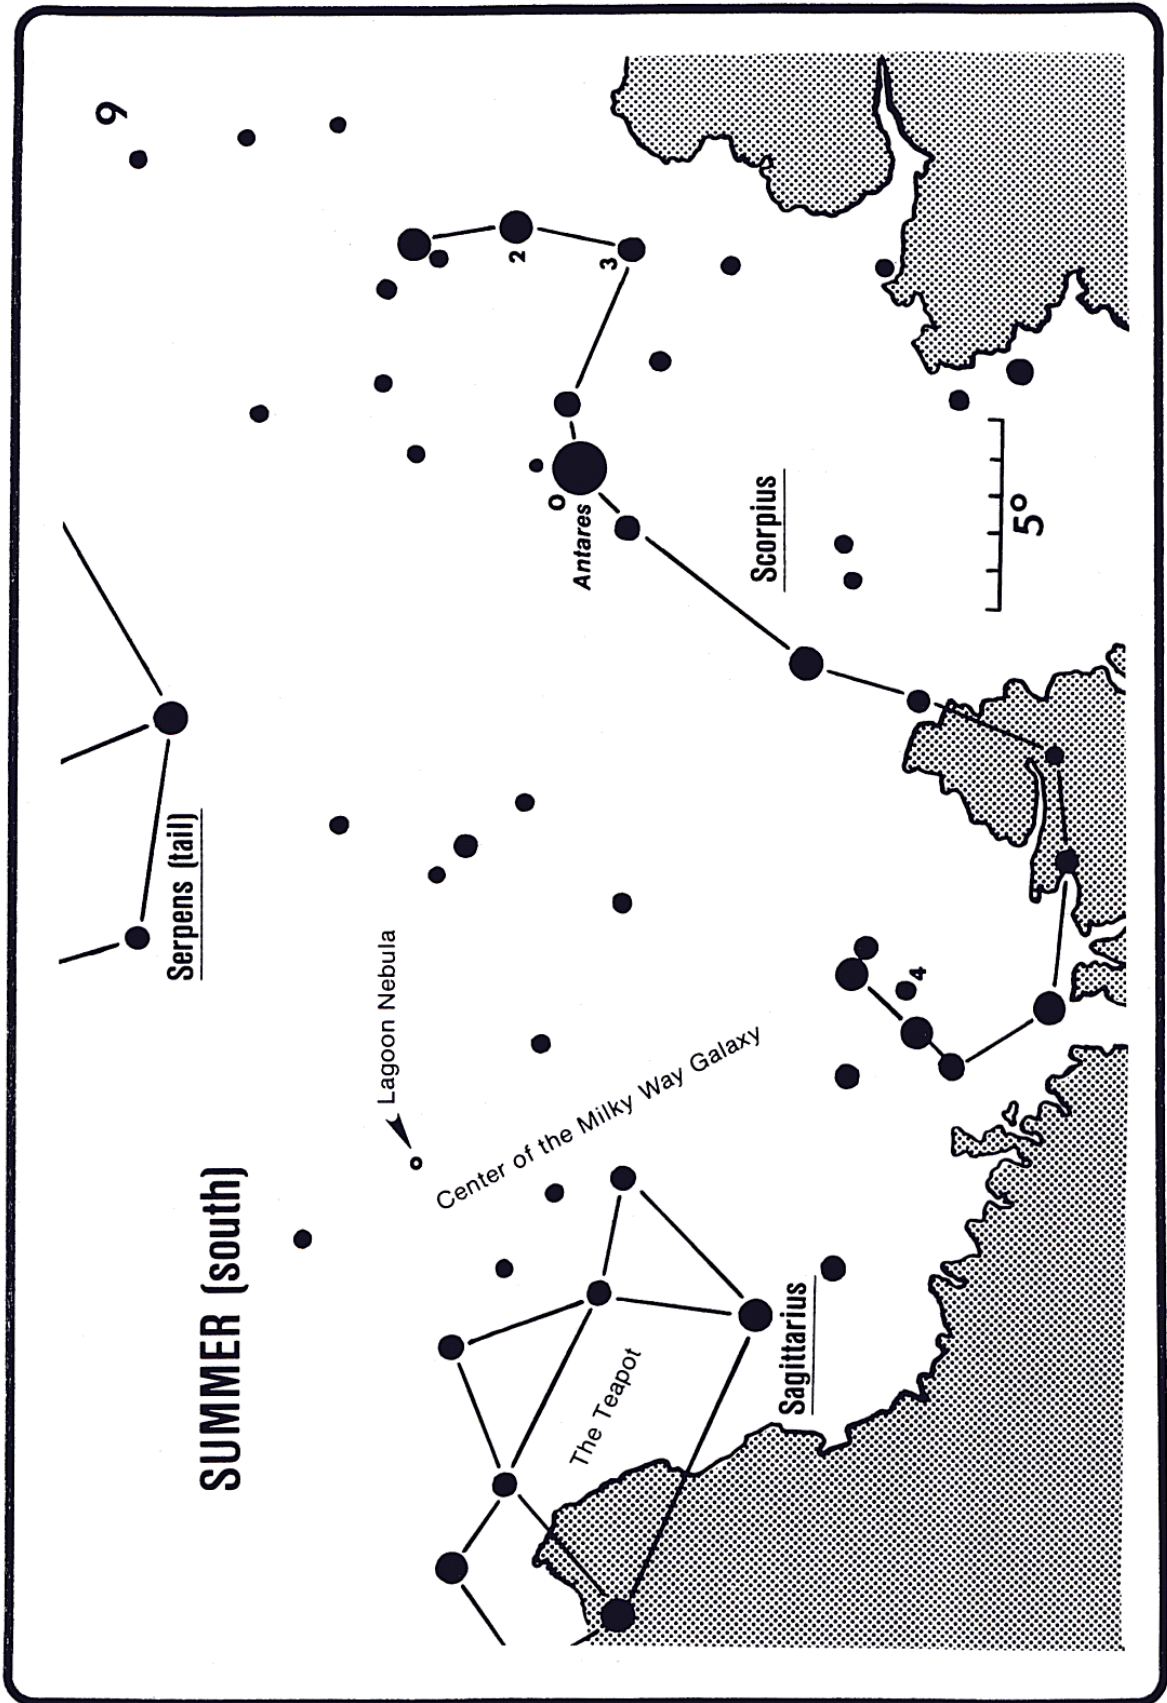 SUMMER (south)
9
Serpens (tail)
Lagoon Nebula
Center of the Milky Way Galaxy
2
3
0
Antares
The Teapot
Scorpius
Sagittarius
4
5°